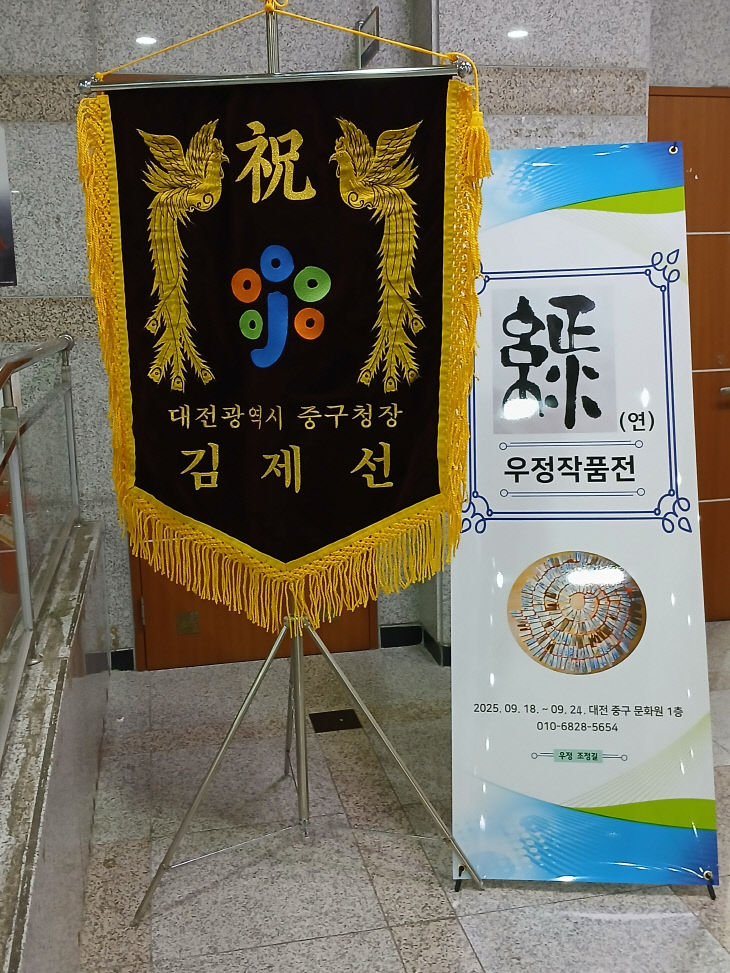 祝
대전광역시 중구청장
김 제 선
(연)
우정작품전
2025. 09. 18. ~ 09. 24. 대전 중구 문화원 1층
010-6828-5654
우정 조정길